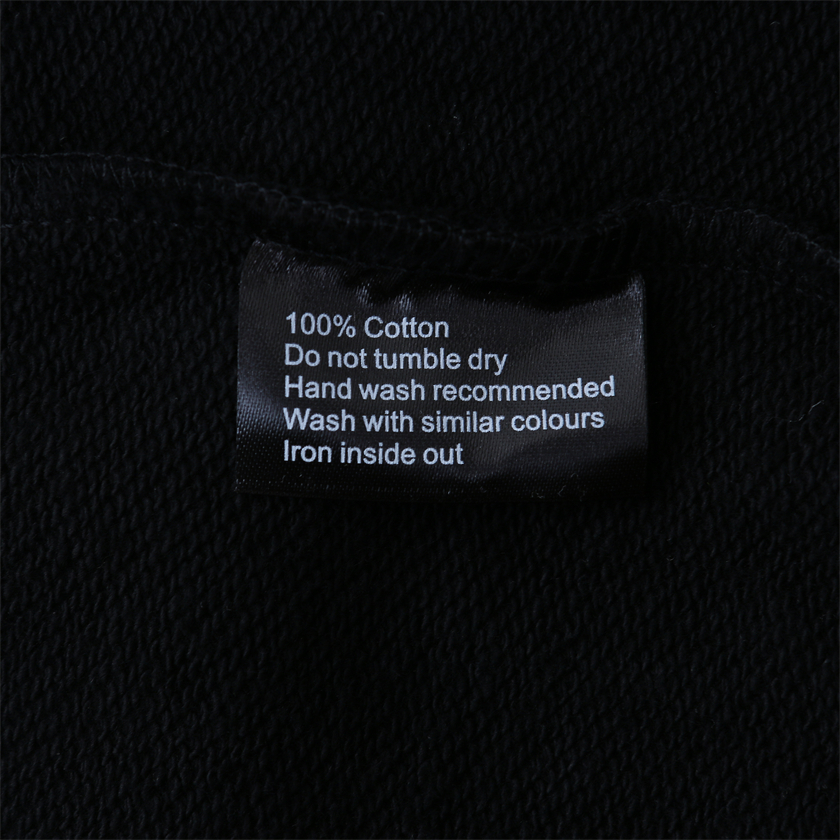 100% Cotton
Do not tumble dry
Hand wash recommended
Wash with similar colours
Iron inside out